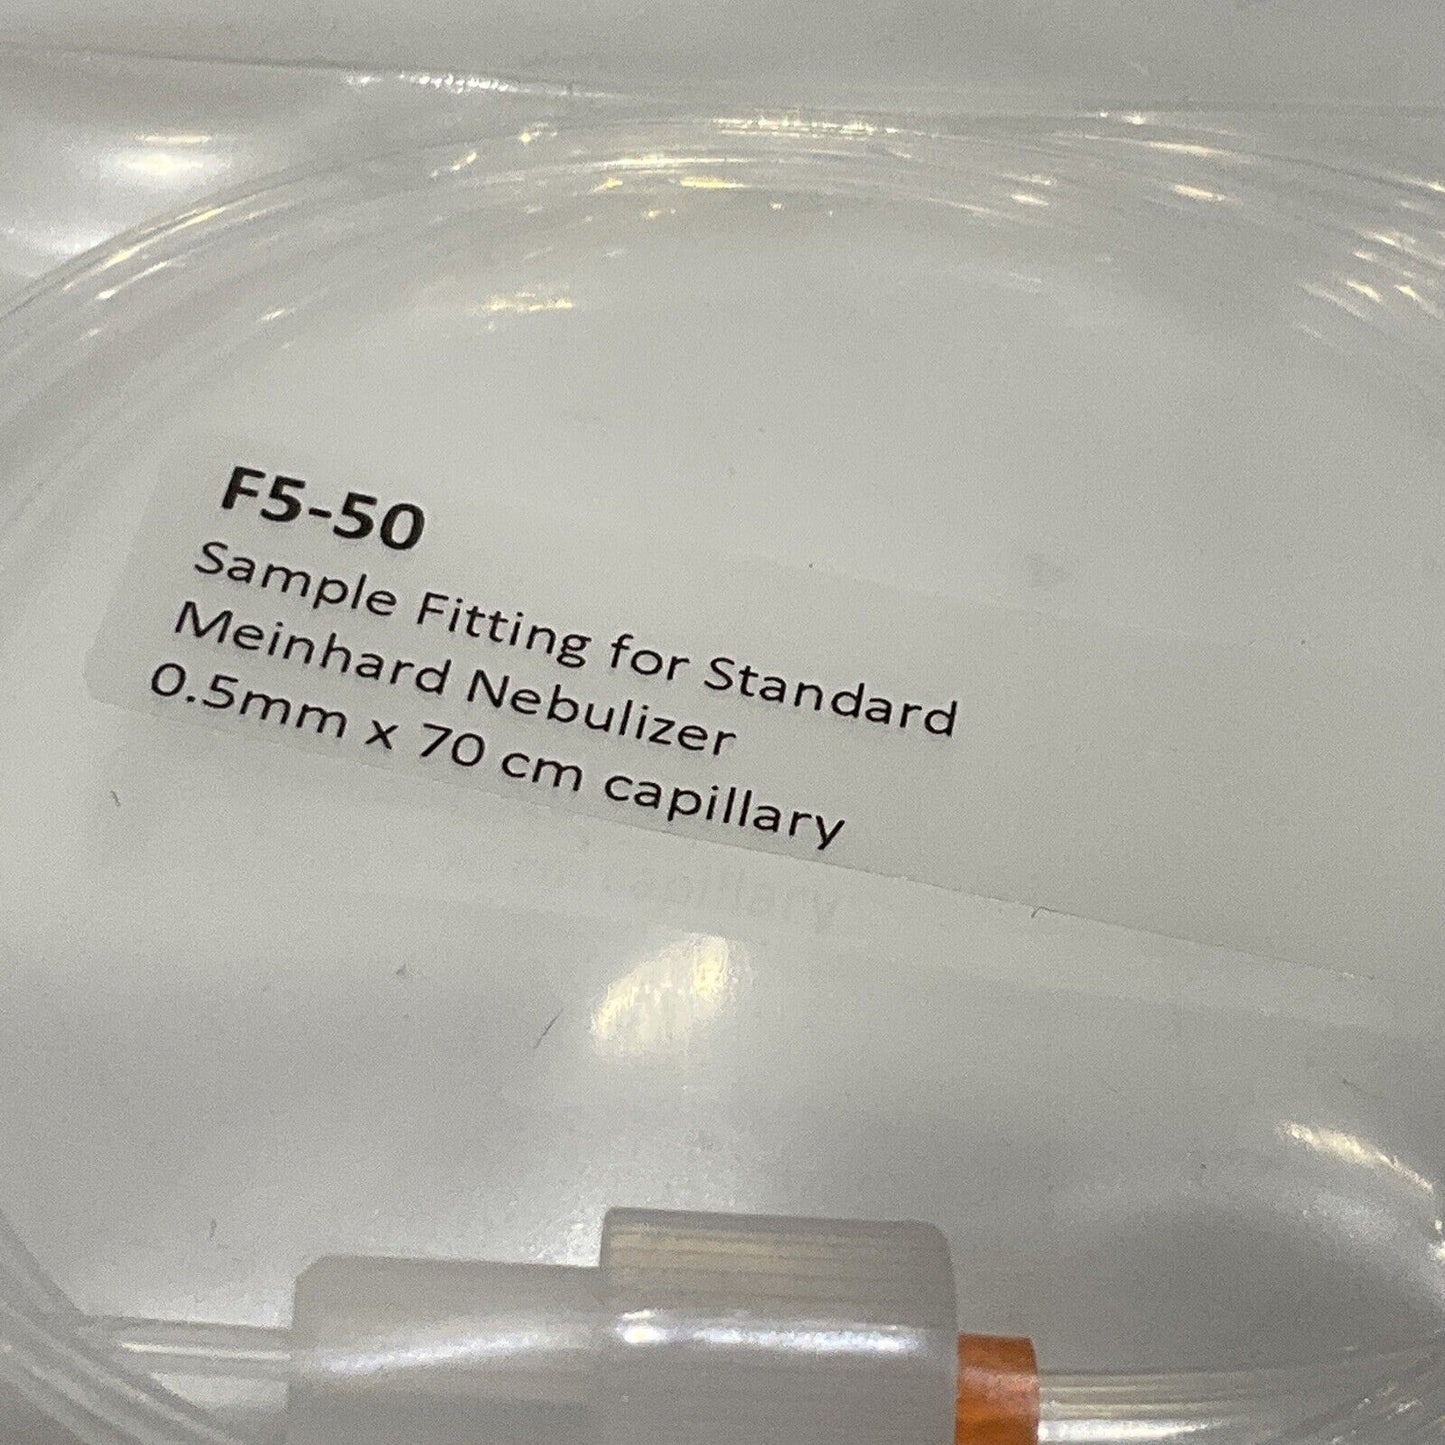 F5-50
Sample Fitting for Standard
Meinhard Nebulizer
0.5mm x 70 cm capillary